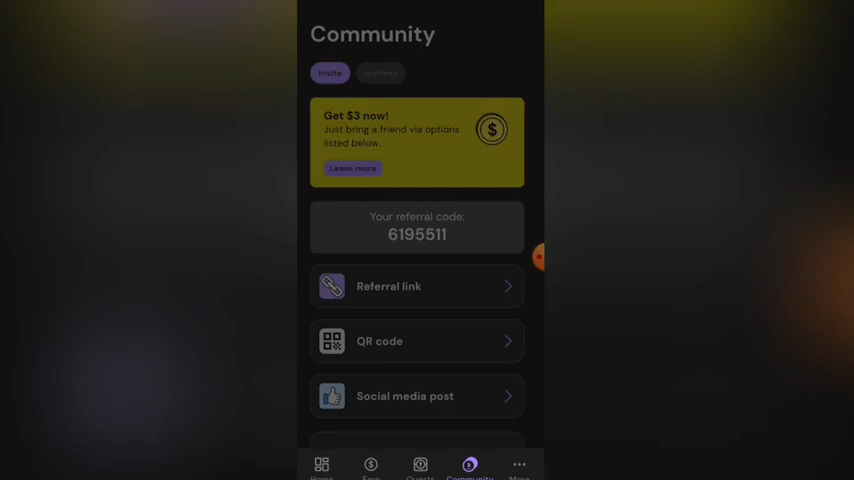 Community
Invite
Get $3 now!
Just bring a friend via options
listed below.
Learn more
Your referral code:
6195511
Referral link
QR code
Social media post
Home
Earn
Quests
Community
More